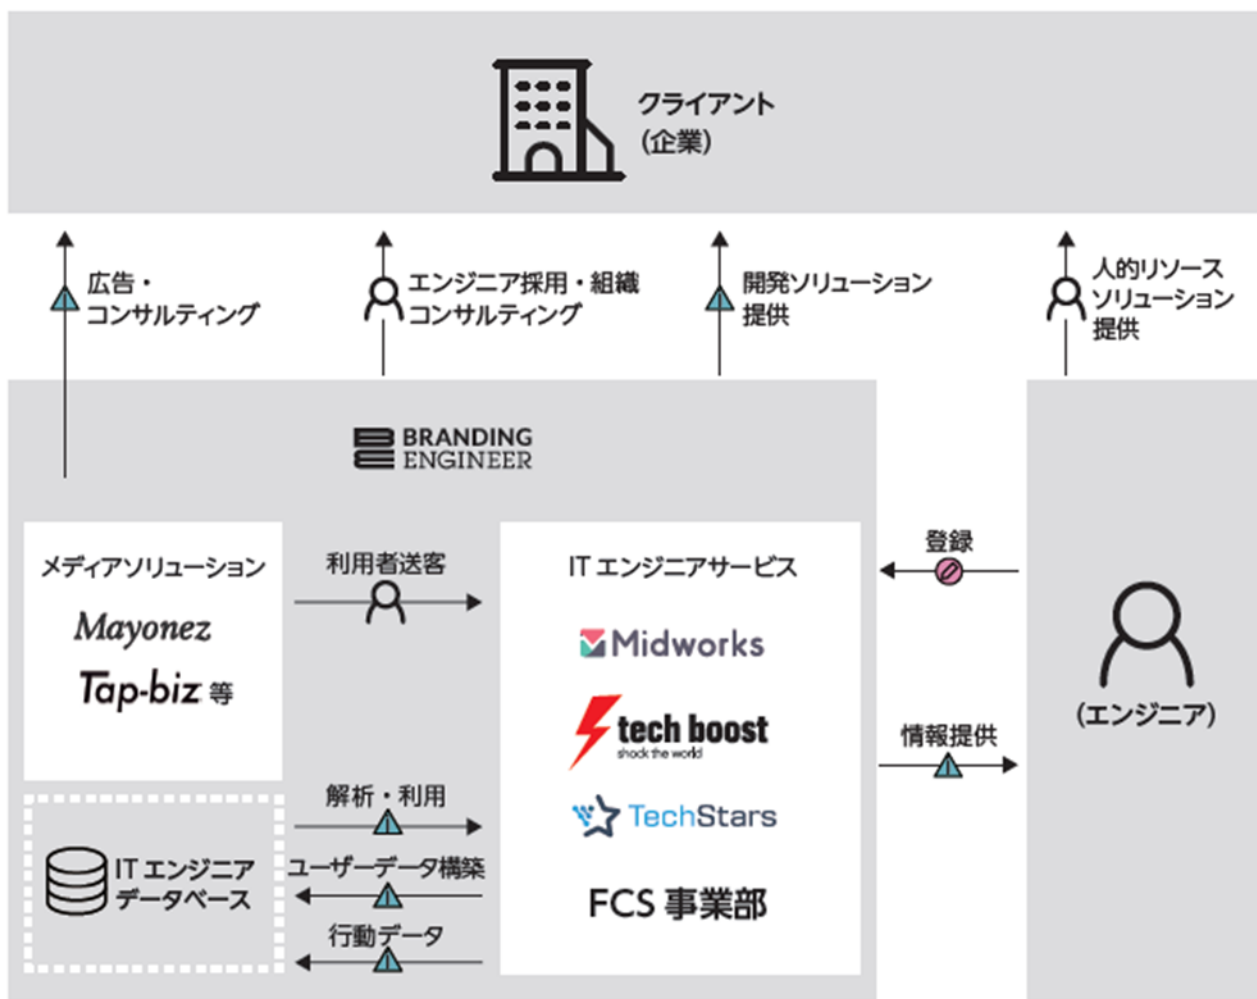 クライアント
(企業)
広告・
コンサルティング
エンジニア採用・組織
コンサルティング
開発ソリューション
提供
人的リソース
ソリューション
提供
BRANDING
ENGINEER
メディアソリューション
Mayonez
Tap-biz 等
利用者送客
IT エンジニアサービス
Midworks
tech boost
shock the world
TechStars
FCS 事業部
登録
(エンジニア)
情報提供
解析・利用
IT エンジニア
データベース
ユーザーデータ構築
行動データ